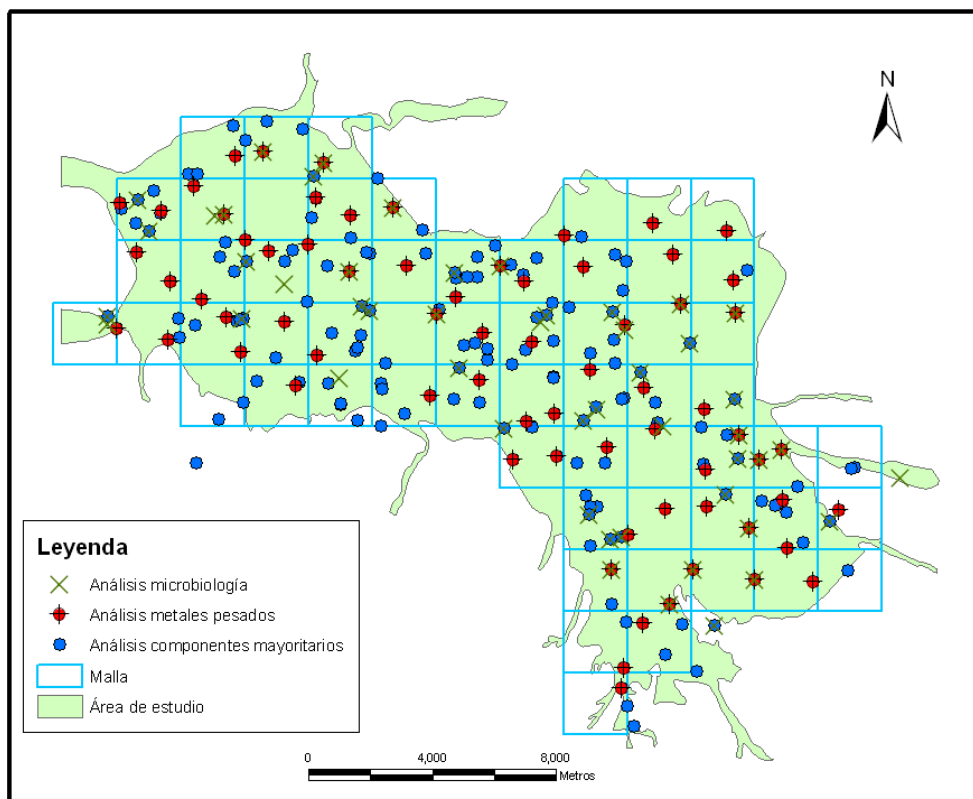 N
Leyenda
Análisis microbiología
Análisis metales pesados
Análisis componentes mayoritarios
Malla
Área de estudio
0 4,000 8,000
Metros